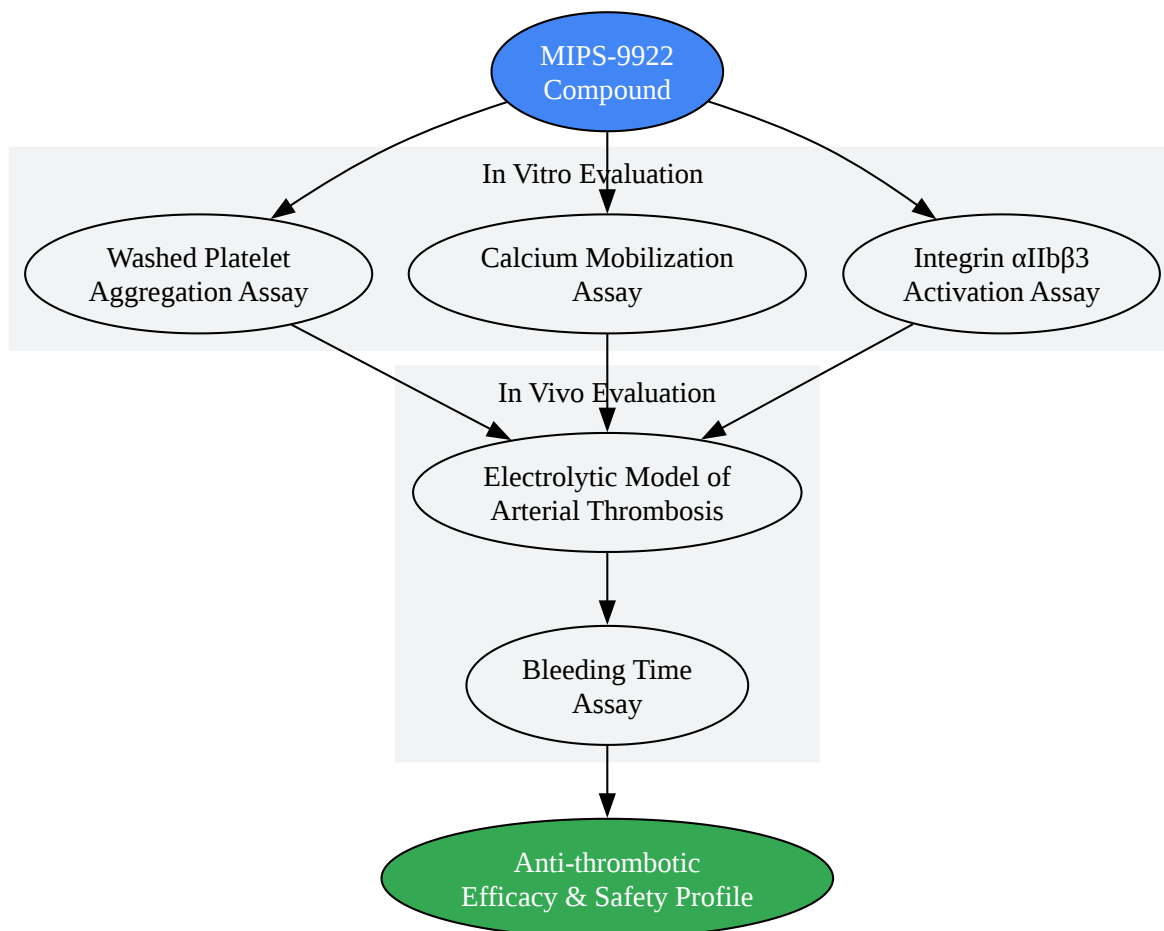 MIPS-9922
Compound
In Vitro Evaluation
Washed Platelet
Aggregation Assay
Calcium Mobilization
Assay
Integrin αIIbβ3
Activation Assay
In Vivo Evaluation
Electrolytic Model of
Arterial Thrombosis
Bleeding Time
Assay
Anti-thrombotic
Efficacy & Safety Profile